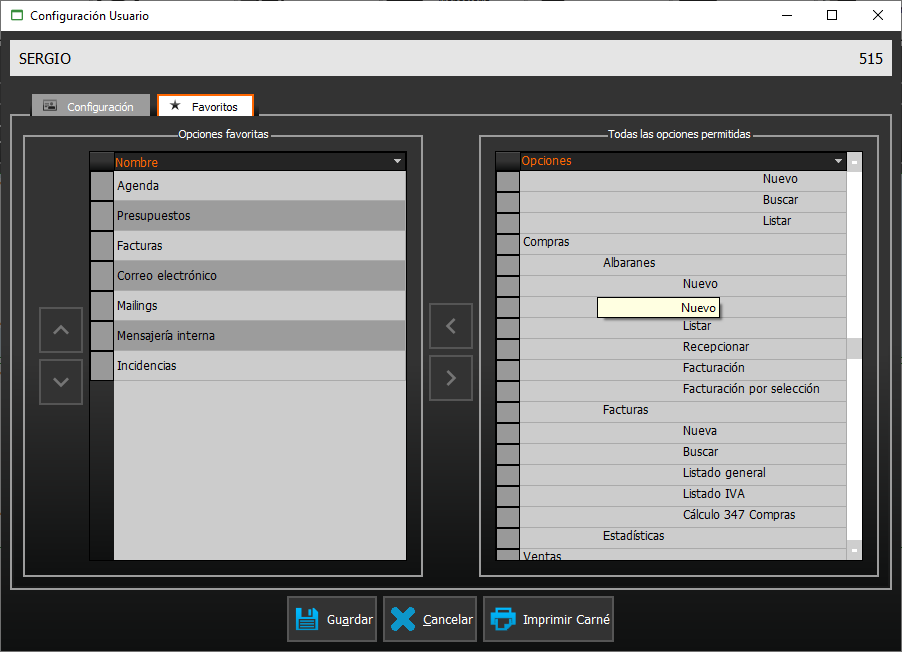 Configuración Usuario
SERGIO 515
Configuración Favoritos
Opciones favoritas
Nombre
Agenda
Presupuestos
Facturas
Correo electrónico
Mailings
Mensajería interna
Incidencias
Todas las opciones permitidas
Opciones
Nuevo
Buscar
Listar
Compras
Albaranes
Nuevo
Nuevo
Listar
Recepcionar
Facturación
Facturación por selección
Facturas
Nueva
Buscar
Listado general
Listado IVA
Cálculo 347 Compras
Estadísticas
Ventas
Guardar Cancelar Imprimir Carné